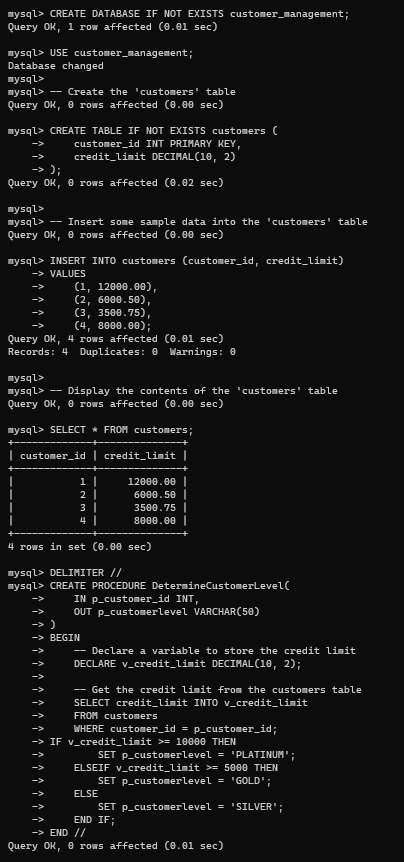 mysql> CREATE DATABASE IF NOT EXISTS customer_management;
Query OK, 1 row affected (0.01 sec)

mysql> USE customer_management;
Database changed
mysql>
mysql> -- Create the 'customers' table
Query OK, 0 rows affected (0.00 sec)

mysql> CREATE TABLE IF NOT EXISTS customers (
    ->     customer_id INT PRIMARY KEY,
    ->     credit_limit DECIMAL(10, 2)
    -> );
Query OK, 0 rows affected (0.02 sec)

mysql>
mysql> -- Insert some sample data into the 'customers' table
Query OK, 0 rows affected (0.00 sec)

mysql> INSERT INTO customers (customer_id, credit_limit)
    -> VALUES
    ->     (1, 12000.00),
    ->     (2, 6000.50),
    ->     (3, 3500.75),
    ->     (4, 8000.00);
Query OK, 4 rows affected (0.01 sec)
Records: 4  Duplicates: 0  Warnings: 0

mysql>
mysql> -- Display the contents of the 'customers' table
Query OK, 0 rows affected (0.00 sec)

mysql> SELECT * FROM customers;
+-------------+--------------+
| customer_id | credit_limit |
+-------------+--------------+
|           1 |     12000.00 |
|           2 |      6000.50 |
|           3 |      3500.75 |
|           4 |      8000.00 |
+-------------+--------------+
4 rows in set (0.00 sec)

mysql> DELIMITER //
mysql> CREATE PROCEDURE DetermineCustomerLevel(
    ->     IN p_customer_id INT,
    ->     OUT p_customerlevel VARCHAR(50)
    -> )
    -> BEGIN
    ->     -- Declare a variable to store the credit limit
    ->     DECLARE v_credit_limit DECIMAL(10, 2);
    ->
    ->     -- Get the credit limit from the customers table
    ->     SELECT credit_limit INTO v_credit_limit
    ->     FROM customers
    ->     WHERE customer_id = p_customer_id;
    -> IF v_credit_limit >= 10000 THEN
    ->         SET p_customerlevel = 'PLATINUM';
    ->     ELSEIF v_credit_limit >= 5000 THEN
    ->         SET p_customerlevel = 'GOLD';
    ->     ELSE
    ->         SET p_customerlevel = 'SILVER';
    ->     END IF;
    -> END //
Query OK, 0 rows affected (0.01 sec)